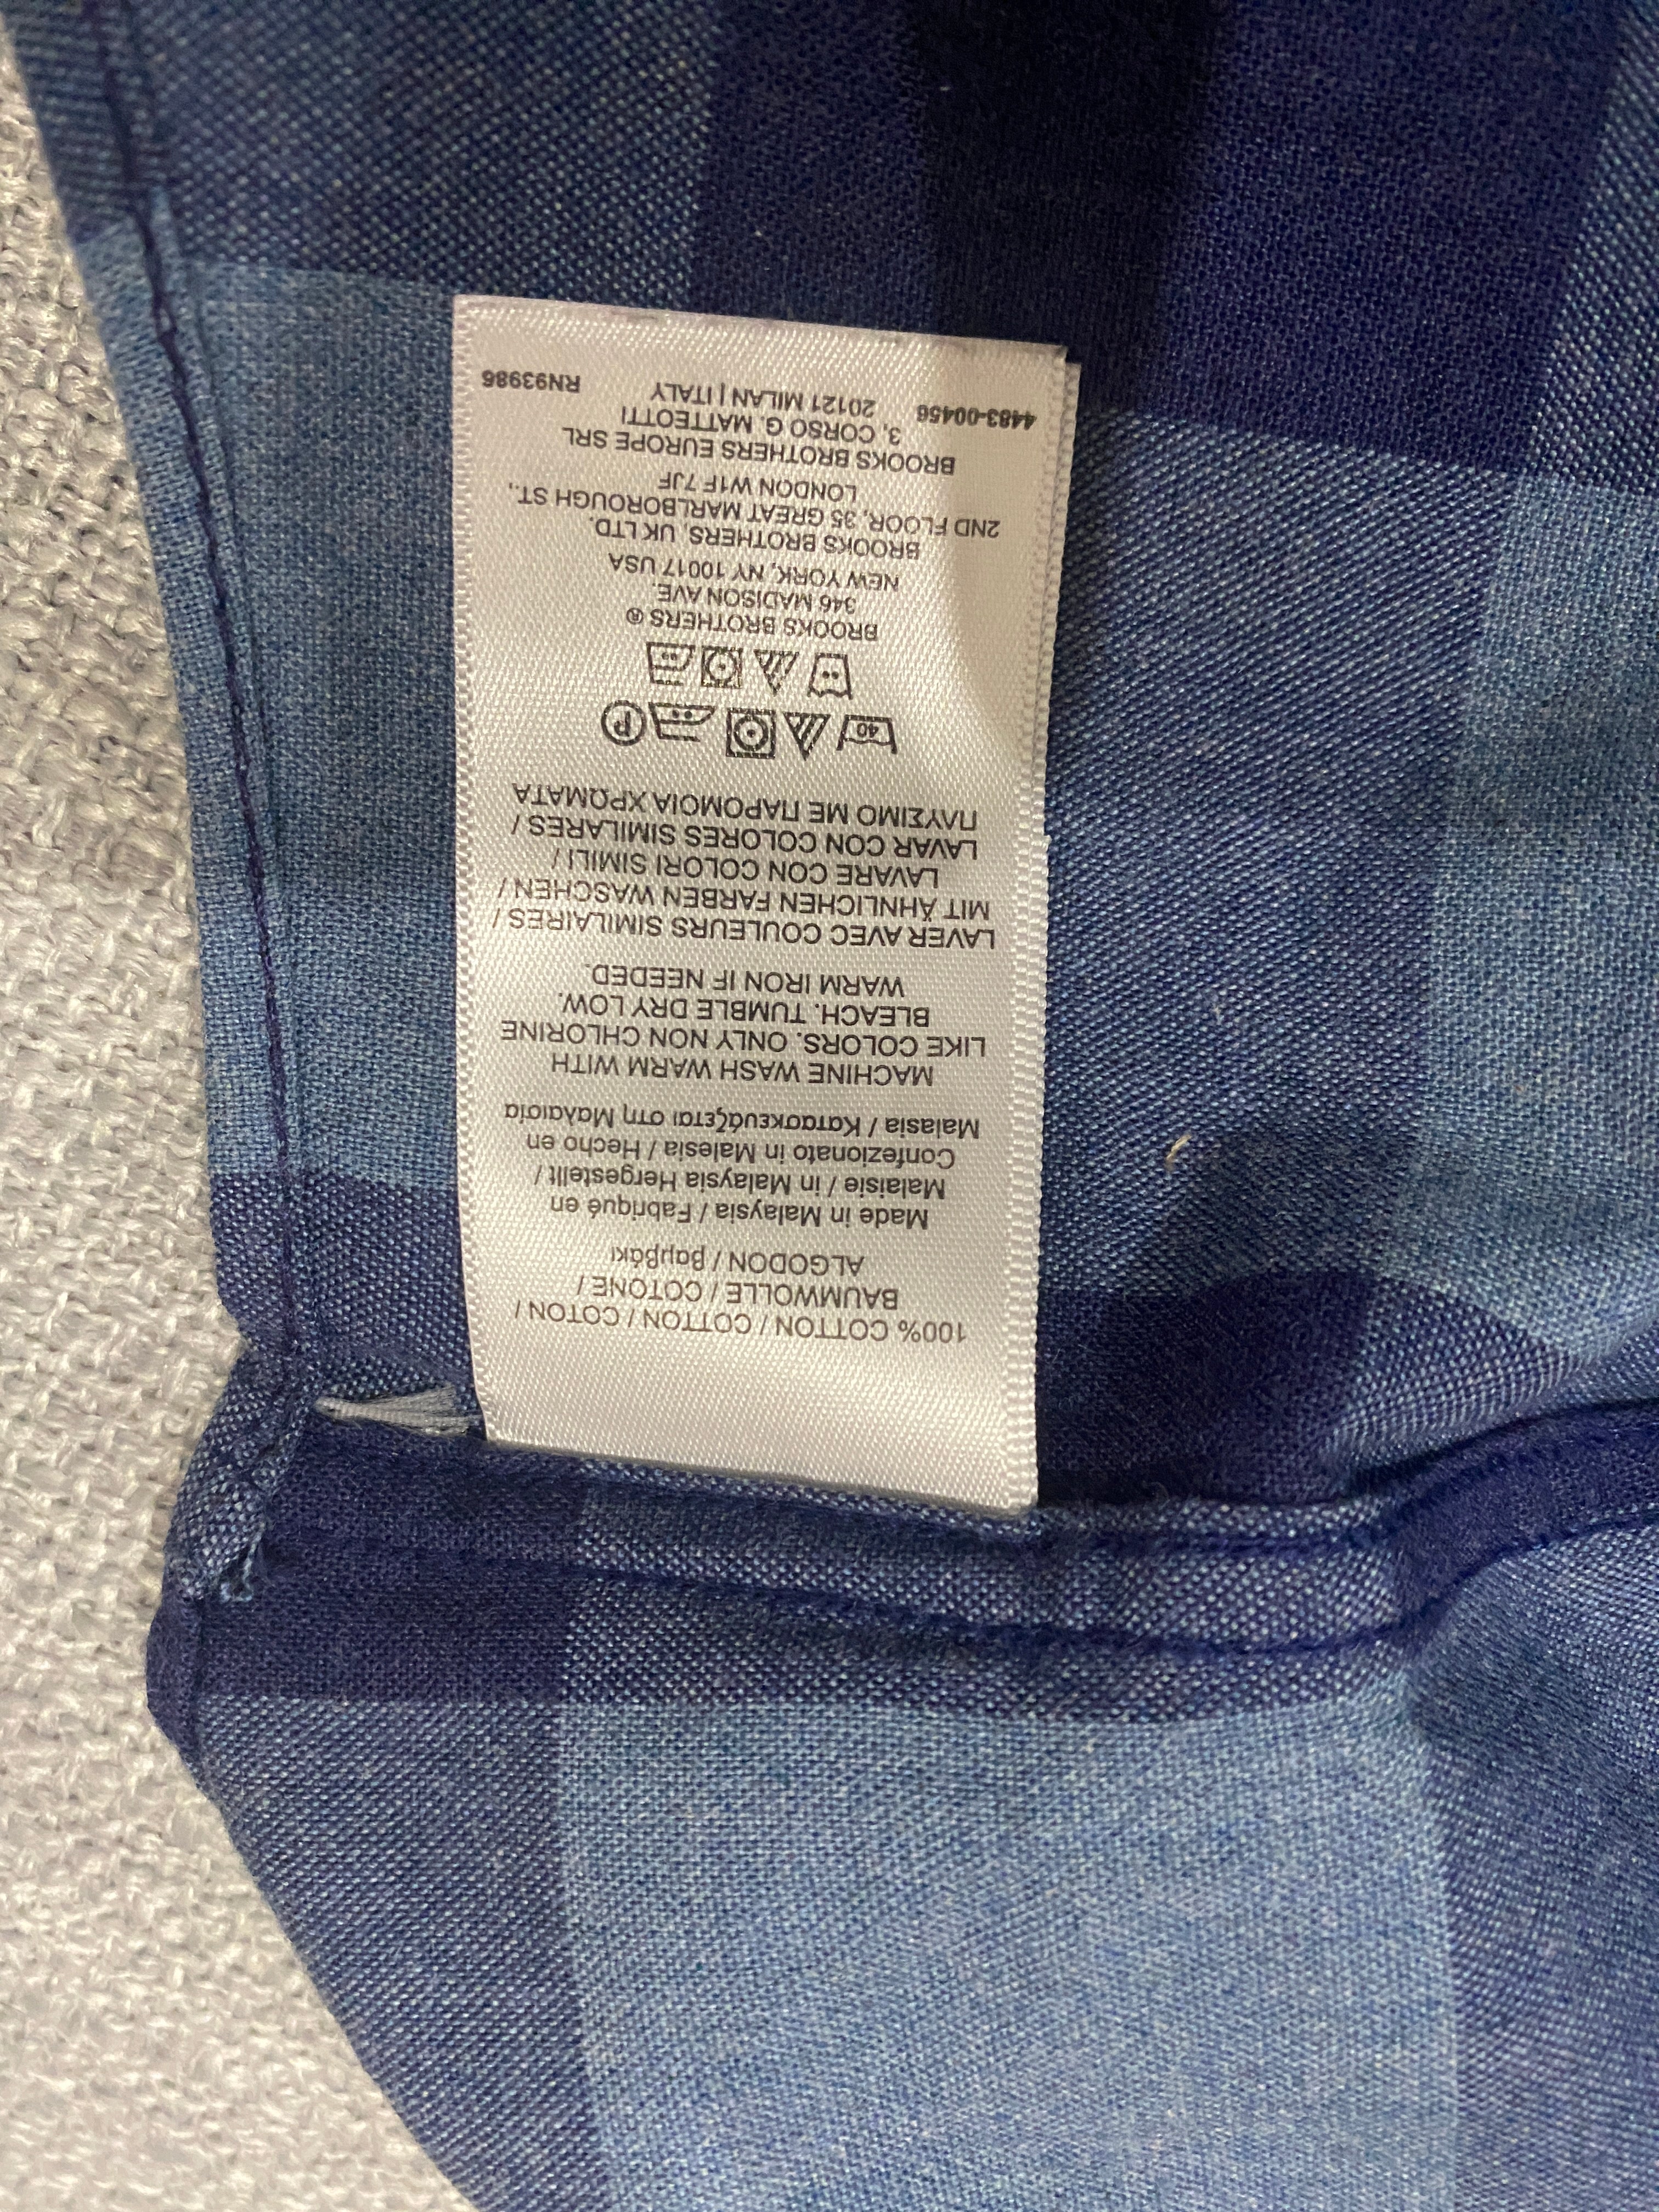 100% COTTON / COTTON / COTON /
BAUMWOLLE / COTONE /
ALGODON / βαμβάκι
Made in Malaysia / Fabriqué en
Malaisie / in Malaysia Hergestellt /
Confezionato in Malesia / Hecho en
Malasia / Κατασκευάζεται στη Μαλαισία
MACHINE WASH WARM WITH
LIKE COLORS. ONLY NON CHLORINE
BLEACH. TUMBLE DRY LOW.
WARM IRON IF NEEDED.
LAVER AVEC COULEURS SIMILAIRES /
MIT ÄHNLICHEN FARBEN WASCHEN /
LAVARE CON COLORI SIMILI /
LAVAR CON COLORES SIMILARES /
ΠΛΥΣΙΜΟ ΜΕ ΠΑΡΟΜΟΙΑ ΧΡΩΜΑΤΑ
40 P
BROOKS BROTHERS ®
346 MADISON AVE.
NEW YORK, NY 10017 USA
BROOKS BROTHERS, UK LTD.
2ND FLOOR, 35 GREAT MARLBOROUGH ST.,
LONDON W1F 7JF
BROOKS BROTHERS EUROPE SRL
3, CORSO G. MATTEOTTI
4483-00456 20121 MILAN | ITALY RN93986